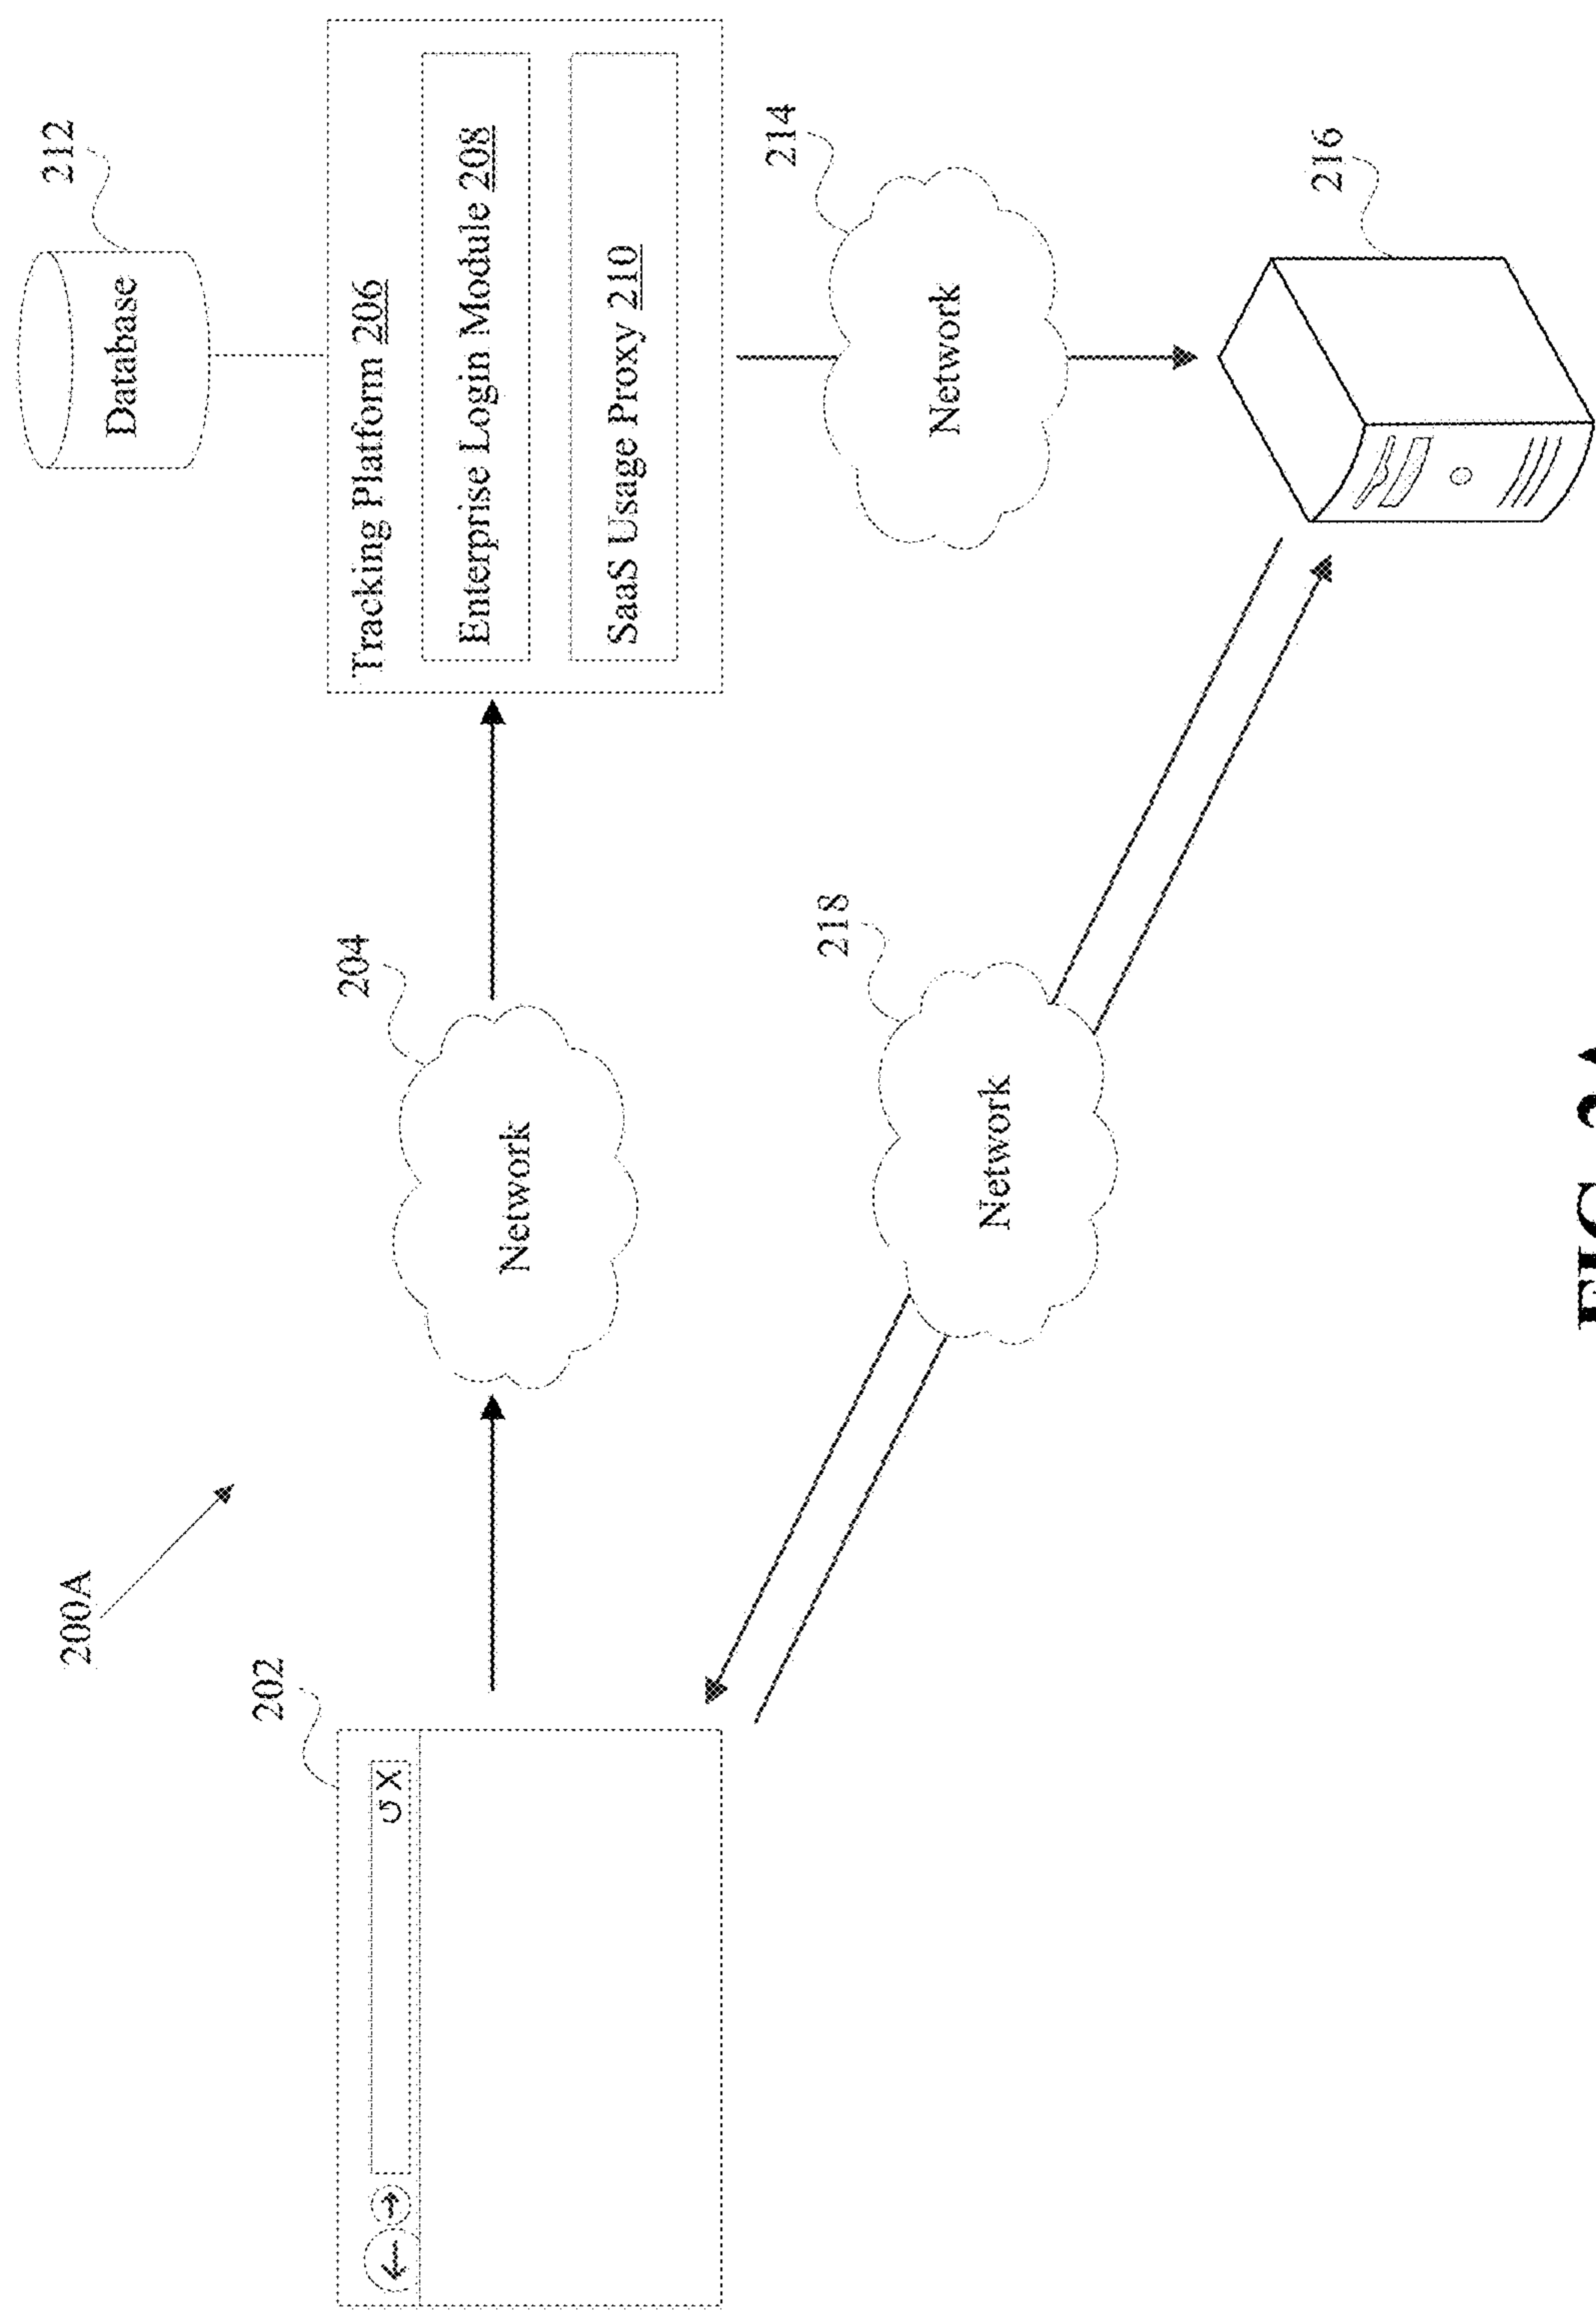 200A
202
204
Network
212
Database
Tracking Platform 206
Enterprise Login Module 208
SaaS Usage Proxy 210
214
Network
218
Network
216